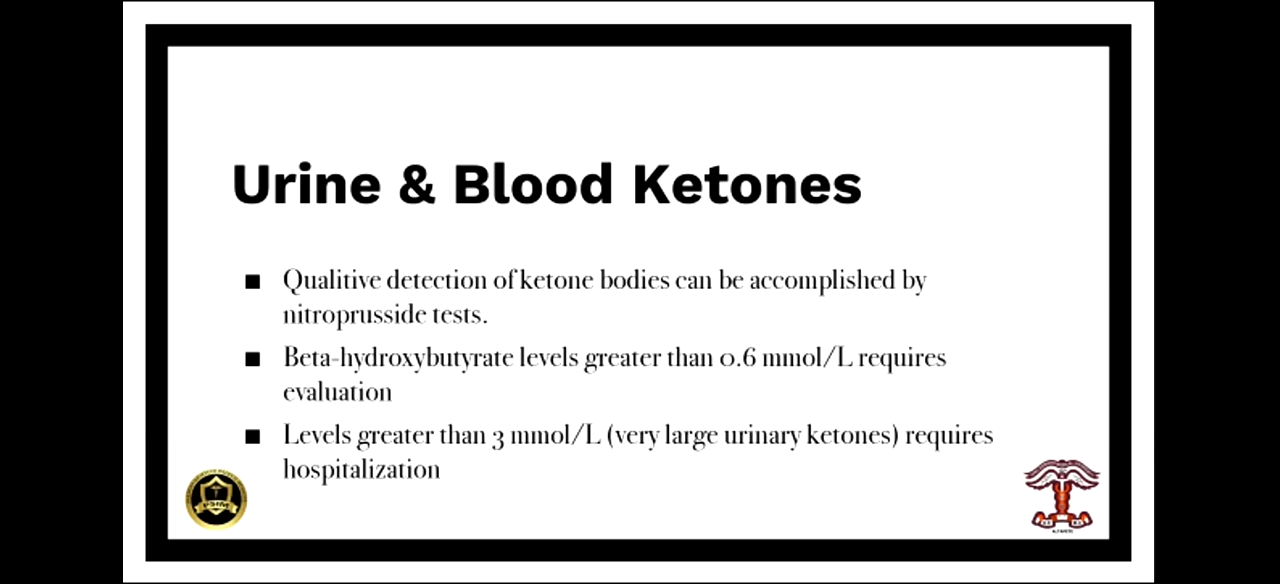 Urine & Blood Ketones
■ Qualitive detection of ketone bodies can be accomplished by
nitroprusside tests.
■ Beta-hydroxybutyrate levels greater than 0.6 mmol/L requires
evaluation
■ Levels greater than 3 mmol/L (very large urinary ketones) requires
hospitalization